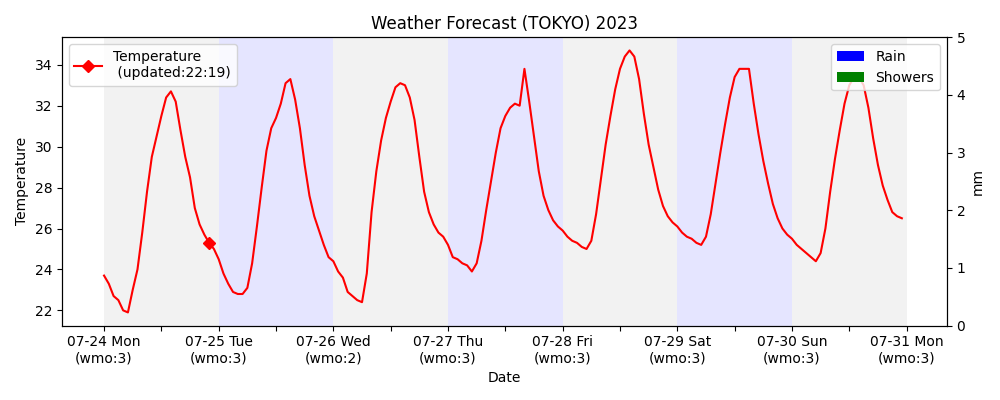 Weather Forecast (TOKYO) 2023
Temperature
(updated:22:19)
Rain
Showers
34
32
30
28
26
24
22
Temperature
5
4
3
2
1
0
mm
07-24 Mon
(wmo:3)
07-25 Tue
(wmo:3)
07-26 Wed
(wmo:2)
07-27 Thu
(wmo:3)
07-28 Fri
(wmo:3)
07-29 Sat
(wmo:3)
07-30 Sun
(wmo:3)
07-31 Mon
(wmo:3)
Date